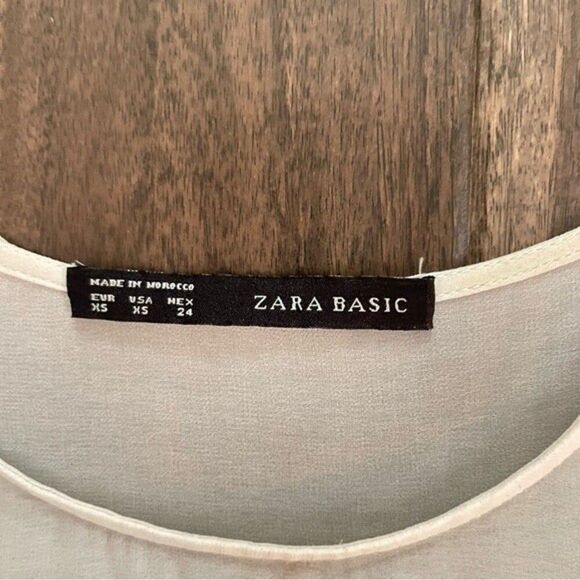 MADE IN MOROCCO
EUR USA MEX
XS XS 24
ZARA BASIC